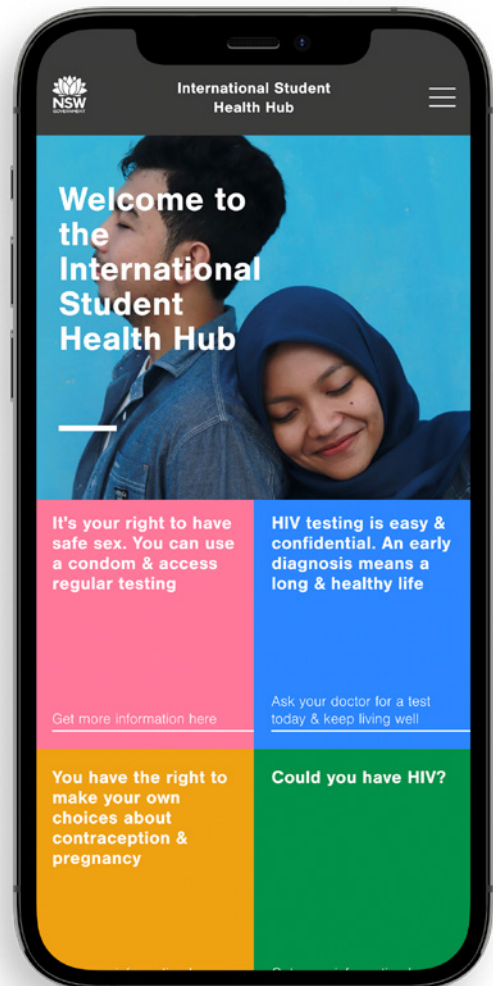 NSW
GOVERNMENT
International Student
Health Hub
Welcome to
the
International
Student
Health Hub
It's your right to have
safe sex. You can use
a condom & access
regular testing
Get more information here
HIV testing is easy &
confidential. An early
diagnosis means a
long & healthy life
Ask your doctor for a test
today & keep living well
You have the right to
make your own
choices about
contraception &
pregnancy
Could you have HIV?